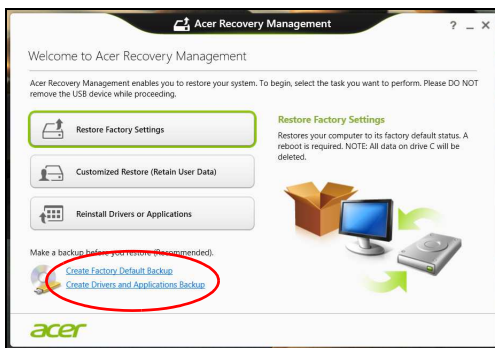 Acer Recovery Management
? _ X
Welcome to Acer Recovery Management
Acer Recovery Management enables you to restore your system. To begin, select the task you want to perform. Please DO NOT
remove the USB device while proceeding.
Restore Factory Settings
Customized Restore (Retain User Data)
Reinstall Drivers or Applications
Restore Factory Settings
Restores your computer to its factory default status. A
reboot is required. NOTE: All data on drive C will be
deleted.
Make a backup before you restore (Recommended).
Create Factory Default Backup
Create Drivers and Applications Backup
acer